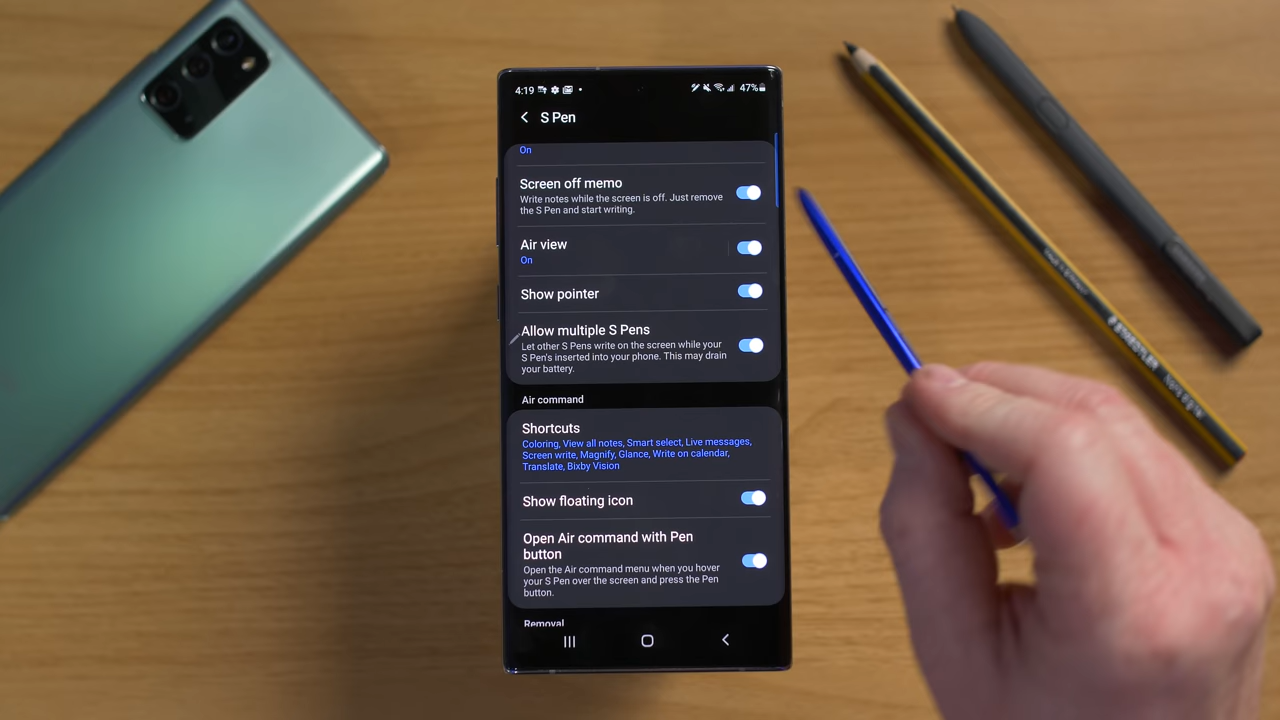 4:19
47%
S Pen
On
Screen off memo
Write notes while the screen is off. Just remove
the S Pen and start writing.
Air view
On
Show pointer
Allow multiple S Pens
Let other S Pens write on the screen while your
S Pen's inserted into your phone. This may drain
your battery.
Air command
Shortcuts
Coloring, View all notes, Smart select, Live messages,
Screen write, Magnify, Glance, Write on calendar,
Translate, Bixby Vision
Show floating icon
Open Air command with Pen
button
Open the Air command menu when you hover
your S Pen over the screen and press the Pen
button.
Removal
STAEDTLER